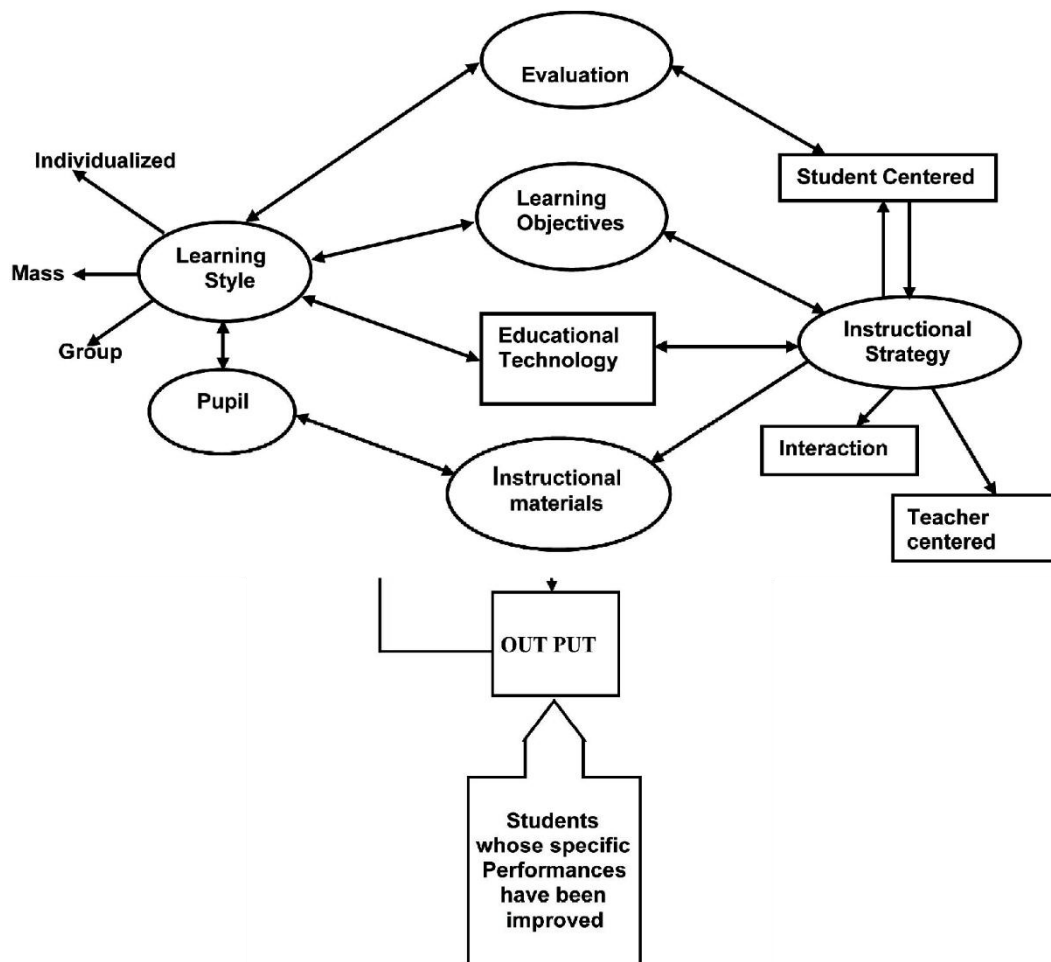 Evaluation
Individualized
Student Centered
Learning
Objectives
Learning
Style
Mass
Group
Educational
Technology
Instructional
Strategy
Pupil
Interaction
Instructional
materials
Teacher
centered
OUT PUT
Students
whose specific
Performances
have been
improved